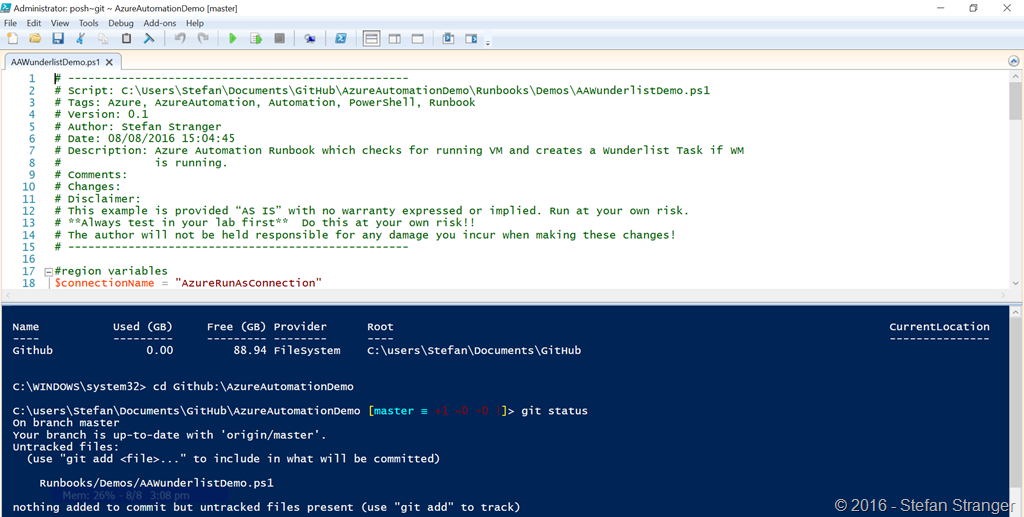 Administrator: posh~git ~ AzureAutomationDemo [master]
File Edit View Tools Debug Add-ons Help
AAWunderlistDemo.ps1
1 # ----------------------------------------------------
2 # Script: C:\Users\Stefan\Documents\GitHub\AzureAutomationDemo\Runbooks\Demos\AAWunderlistDemo.ps1
3 # Tags: Azure, AzureAutomation, Automation, PowerShell, Runbook
4 # Version: 0.1
5 # Author: Stefan Stranger
6 # Date: 08/08/2016 15:04:45
7 # Description: Azure Automation Runbook which checks for running VM and creates a Wunderlist Task if WM
8 #              is running.
9 # Comments:
10 # Changes:
11 # Disclaimer:
12 # This example is provided “AS IS” with no warranty expressed or implied. Run at your own risk.
13 # **Always test in your lab first**  Do this at your own risk!!
14 # The author will not be held responsible for any damage you incur when making these changes!
15 # ----------------------------------------------------
16
17 #region variables
18 $connectionName = "AzureRunAsConnection"
Name Used (GB) Free (GB) Provider Root CurrentLocation
---- --------- --------- -------- ---- ---------------
Github 0.00 88.94 FileSystem C:\users\Stefan\Documents\GitHub
C:\WINDOWS\system32> cd Github:\AzureAutomationDemo
C:\users\Stefan\Documents\GitHub\AzureAutomationDemo [master ≡ +1 ~0 -0 !]> git status
On branch master
Your branch is up-to-date with 'origin/master'.
Untracked files:
(use "git add <file>..." to include in what will be committed)
Runbooks/Demos/AAWunderlistDemo.ps1
Mem: 26% - 8/8 3:08 pm
nothing added to commit but untracked files present (use "git add" to track)
© 2016 - Stefan Stranger